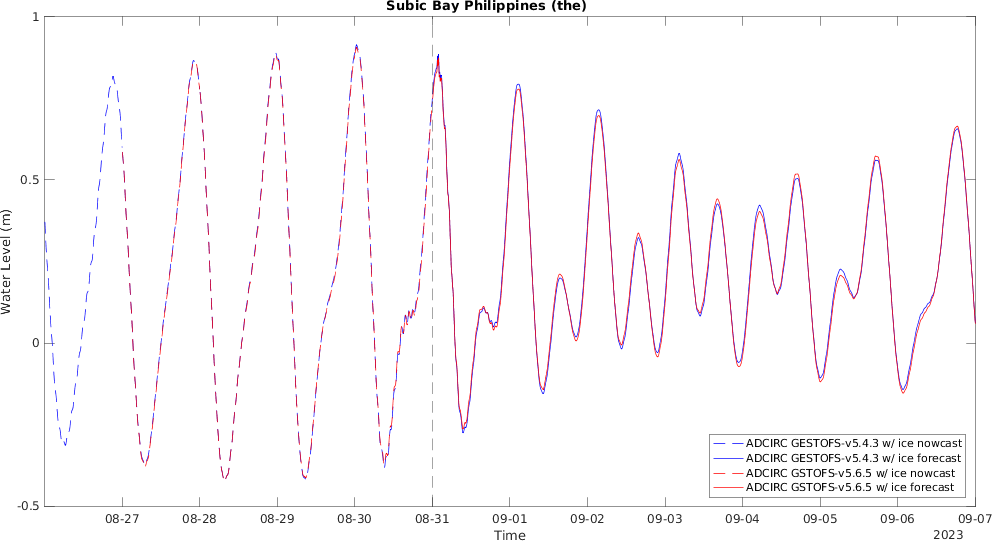 Subic Bay Philippines (the)
1
0.5
0
-0.5
Water Level (m)
ADCIRC GESTOFS-v5.4.3 w/ ice nowcast
ADCIRC GESTOFS-v5.4.3 w/ ice forecast
ADCIRC GSTOFS-v5.6.5 w/ ice nowcast
ADCIRC GSTOFS-v5.6.5 w/ ice forecast
08-27 08-28 08-29 08-30 08-31 09-01 09-02 09-03 09-04 09-05 09-06 09-07
Time
2023